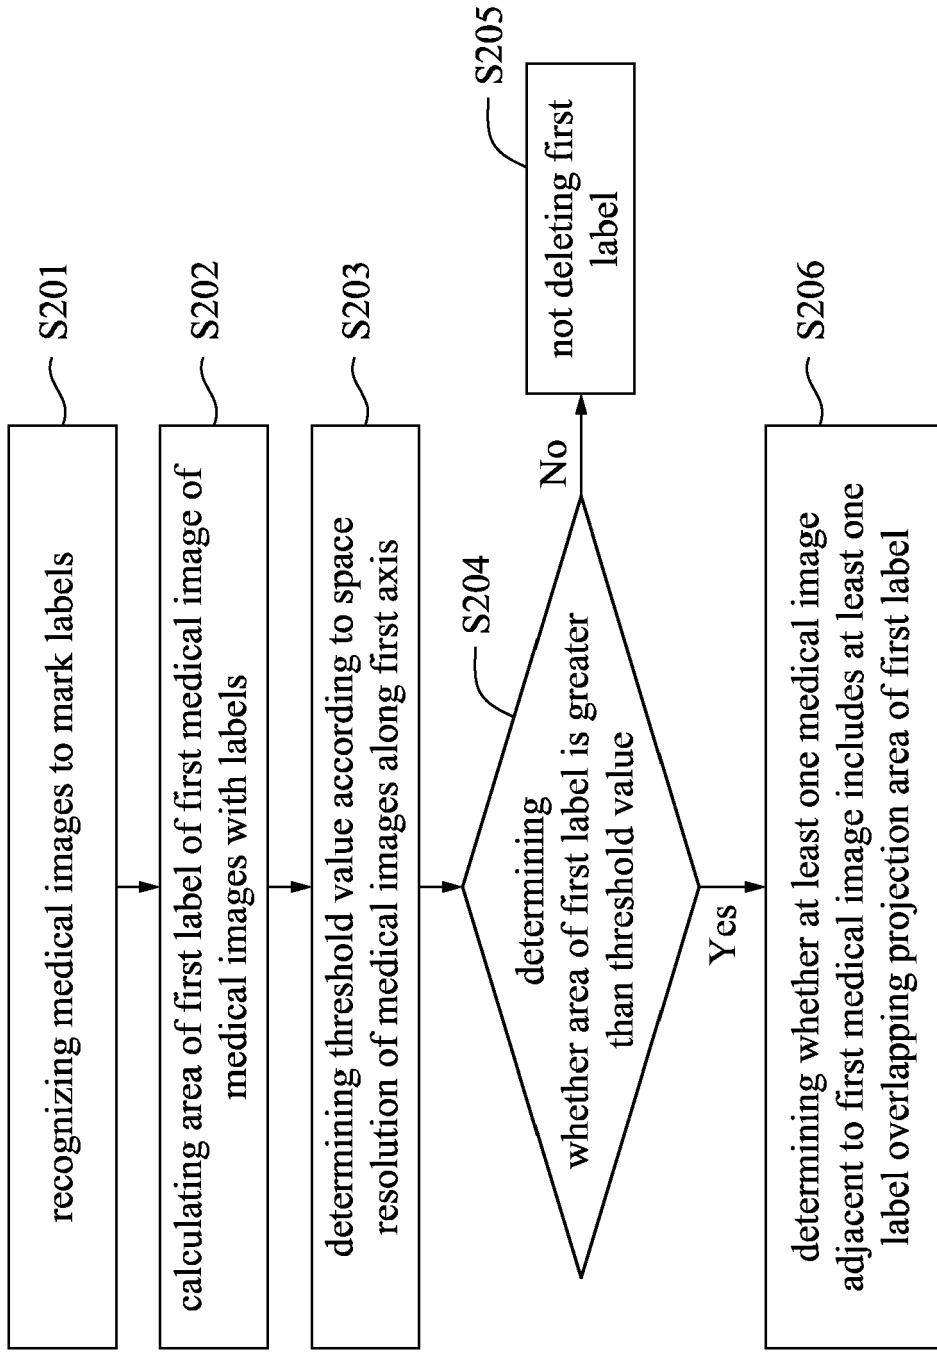 recognizing medical images to mark labels
S201
calculating area of first label of first medical image of
medical images with labels
S202
determining threshold value according to space
resolution of medical images along first axis
S203
determining
whether area of first label is greater
than threshold value
S204
No
not deleting first
label
S205
Yes
determining whether at least one medical image
adjacent to first medical image includes at least one
label overlapping projection area of first label
S206